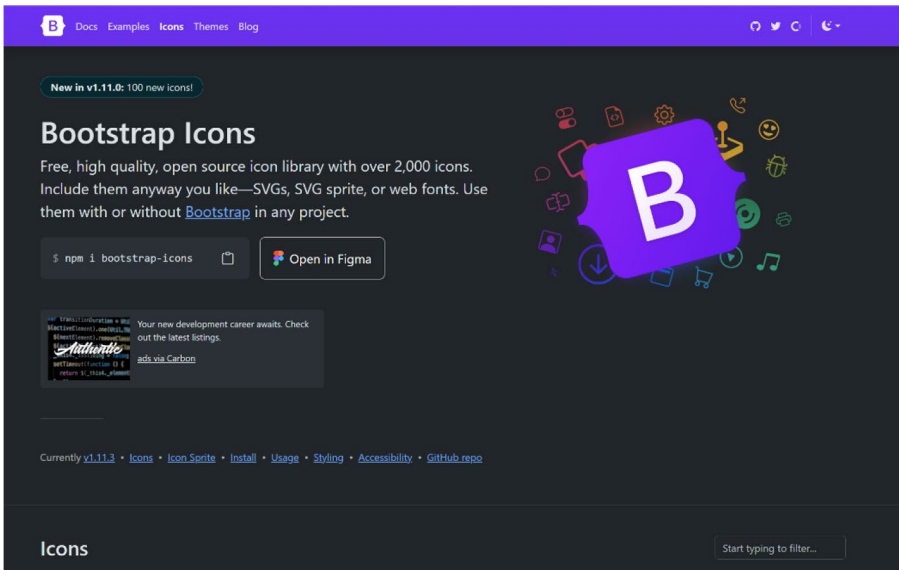 B Docs Examples Icons Themes Blog
New in v1.11.0: 100 new icons!
Bootstrap Icons
Free, high quality, open source icon library with over 2,000 icons.
Include them anyway you like—SVGs, SVG sprite, or web fonts. Use
them with or without Bootstrap in any project.
$ npm i bootstrap-icons
Open in Figma
B
Authentic
return
Your new development career awaits. Check
out the latest listings.
ads via Carbon
Currently v1.11.3 • Icons • Icon Sprite • Install • Usage • Styling • Accessibility • GitHub repo
Icons
Start typing to filter...